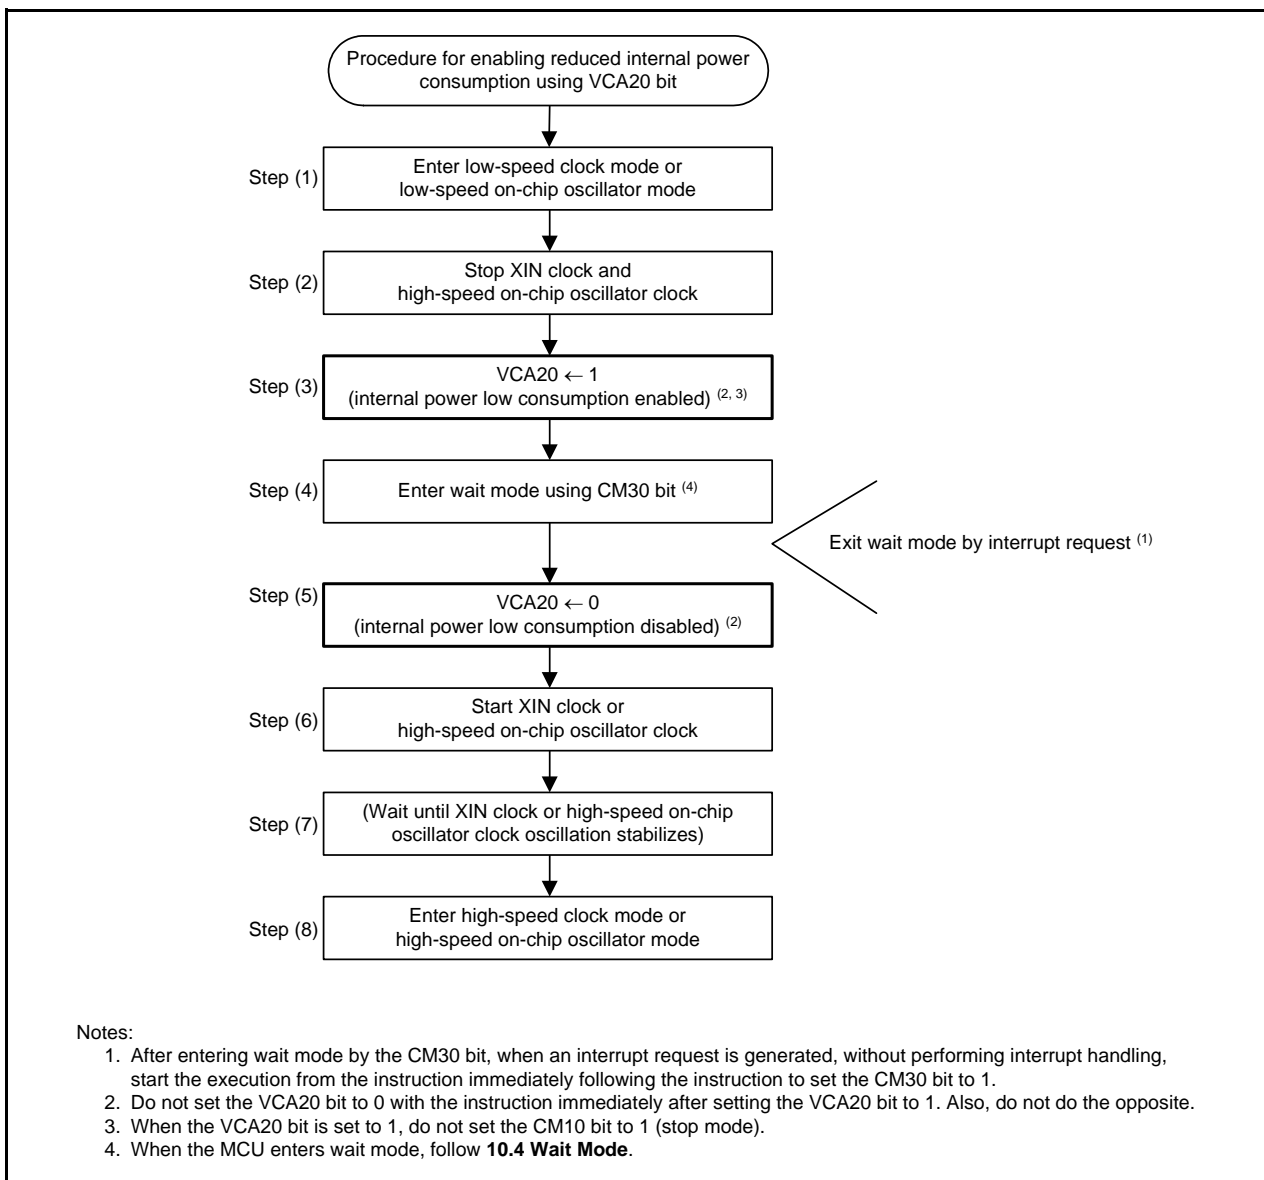 Procedure for enabling reduced internal power
consumption using VCA20 bit
Step (1)
Enter low-speed clock mode or
low-speed on-chip oscillator mode
Step (2)
Stop XIN clock and
high-speed on-chip oscillator clock
Step (3)
VCA20 ← 1
(internal power low consumption enabled) (2, 3)
Step (4)
Enter wait mode using CM30 bit (4)
Exit wait mode by interrupt request (1)
Step (5)
VCA20 ← 0
(internal power low consumption disabled) (2)
Step (6)
Start XIN clock or
high-speed on-chip oscillator clock
Step (7)
(Wait until XIN clock or high-speed on-chip
oscillator clock oscillation stabilizes)
Step (8)
Enter high-speed clock mode or
high-speed on-chip oscillator mode
Notes:
1. After entering wait mode by the CM30 bit, when an interrupt request is generated, without performing interrupt handling,
start the execution from the instruction immediately following the instruction to set the CM30 bit to 1.
2. Do not set the VCA20 bit to 0 with the instruction immediately after setting the VCA20 bit to 1. Also, do not do the opposite.
3. When the VCA20 bit is set to 1, do not set the CM10 bit to 1 (stop mode).
4. When the MCU enters wait mode, follow 10.4 Wait Mode.